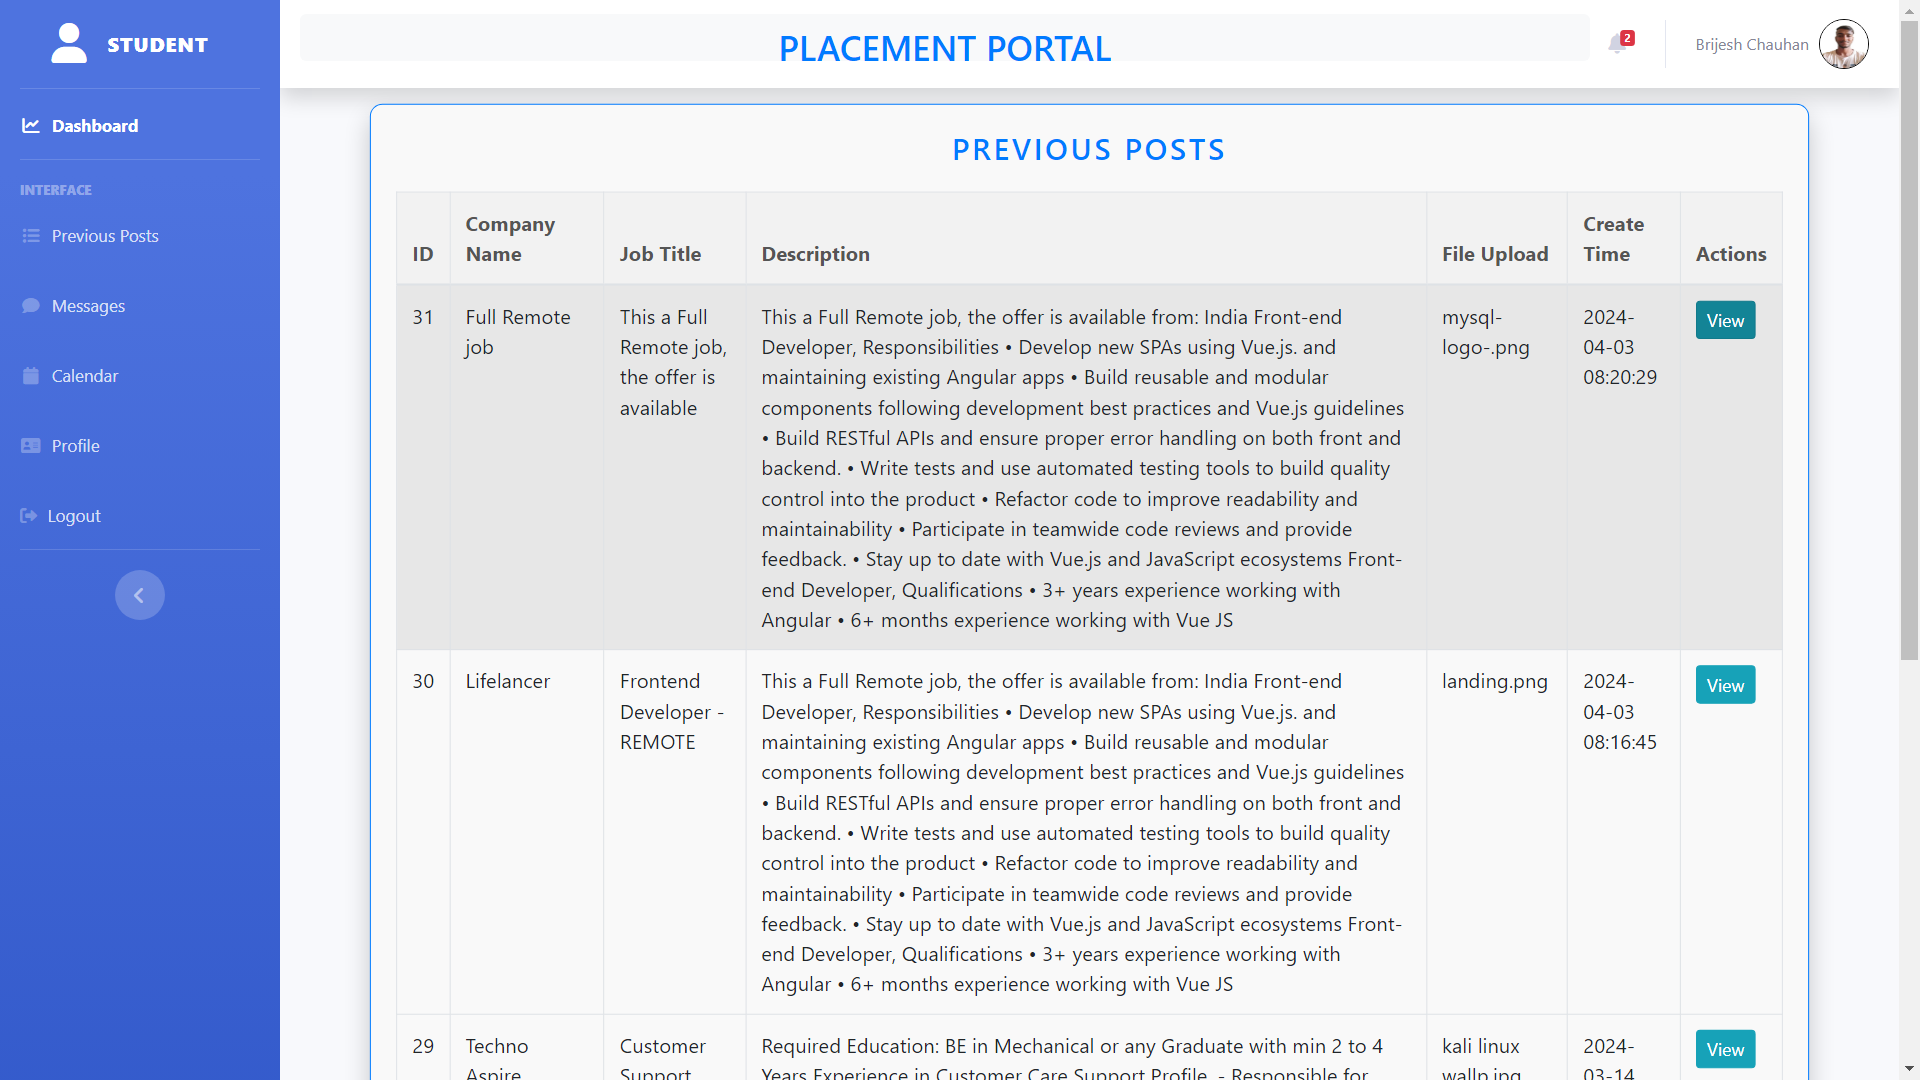 STUDENT
Dashboard
INTERFACE
Previous Posts
Messages
Calendar
Profile
Logout
PLACEMENT PORTAL
2
Brijesh Chauhan
PREVIOUS POSTS
ID
Company
Name
Job Title
Description
File Upload
Create
Time
Actions
31
Full Remote
job
This a Full
Remote job,
the offer is
available
This a Full Remote job, the offer is available from: India Front-end
Developer, Responsibilities • Develop new SPAs using Vue.js. and
maintaining existing Angular apps • Build reusable and modular
components following development best practices and Vue.js guidelines
• Build RESTful APIs and ensure proper error handling on both front and
backend. • Write tests and use automated testing tools to build quality
control into the product • Refactor code to improve readability and
maintainability • Participate in teamwide code reviews and provide
feedback. • Stay up to date with Vue.js and JavaScript ecosystems Front-
end Developer, Qualifications • 3+ years experience working with
Angular • 6+ months experience working with Vue JS
mysql-
logo-.png
2024-
04-03
08:20:29
View
30
Lifelancer
Frontend
Developer -
REMOTE
This a Full Remote job, the offer is available from: India Front-end
Developer, Responsibilities • Develop new SPAs using Vue.js. and
maintaining existing Angular apps • Build reusable and modular
components following development best practices and Vue.js guidelines
• Build RESTful APIs and ensure proper error handling on both front and
backend. • Write tests and use automated testing tools to build quality
control into the product • Refactor code to improve readability and
maintainability • Participate in teamwide code reviews and provide
feedback. • Stay up to date with Vue.js and JavaScript ecosystems Front-
end Developer, Qualifications • 3+ years experience working with
Angular • 6+ months experience working with Vue JS
landing.png
2024-
04-03
08:16:45
View
29
Techno
Aspire
Customer
Support
Required Education: BE in Mechanical or any Graduate with min 2 to 4
Years Experience in Customer Care Support Profile. - Responsible for
kali linux
wallp.jpg
2024-
03-14
View